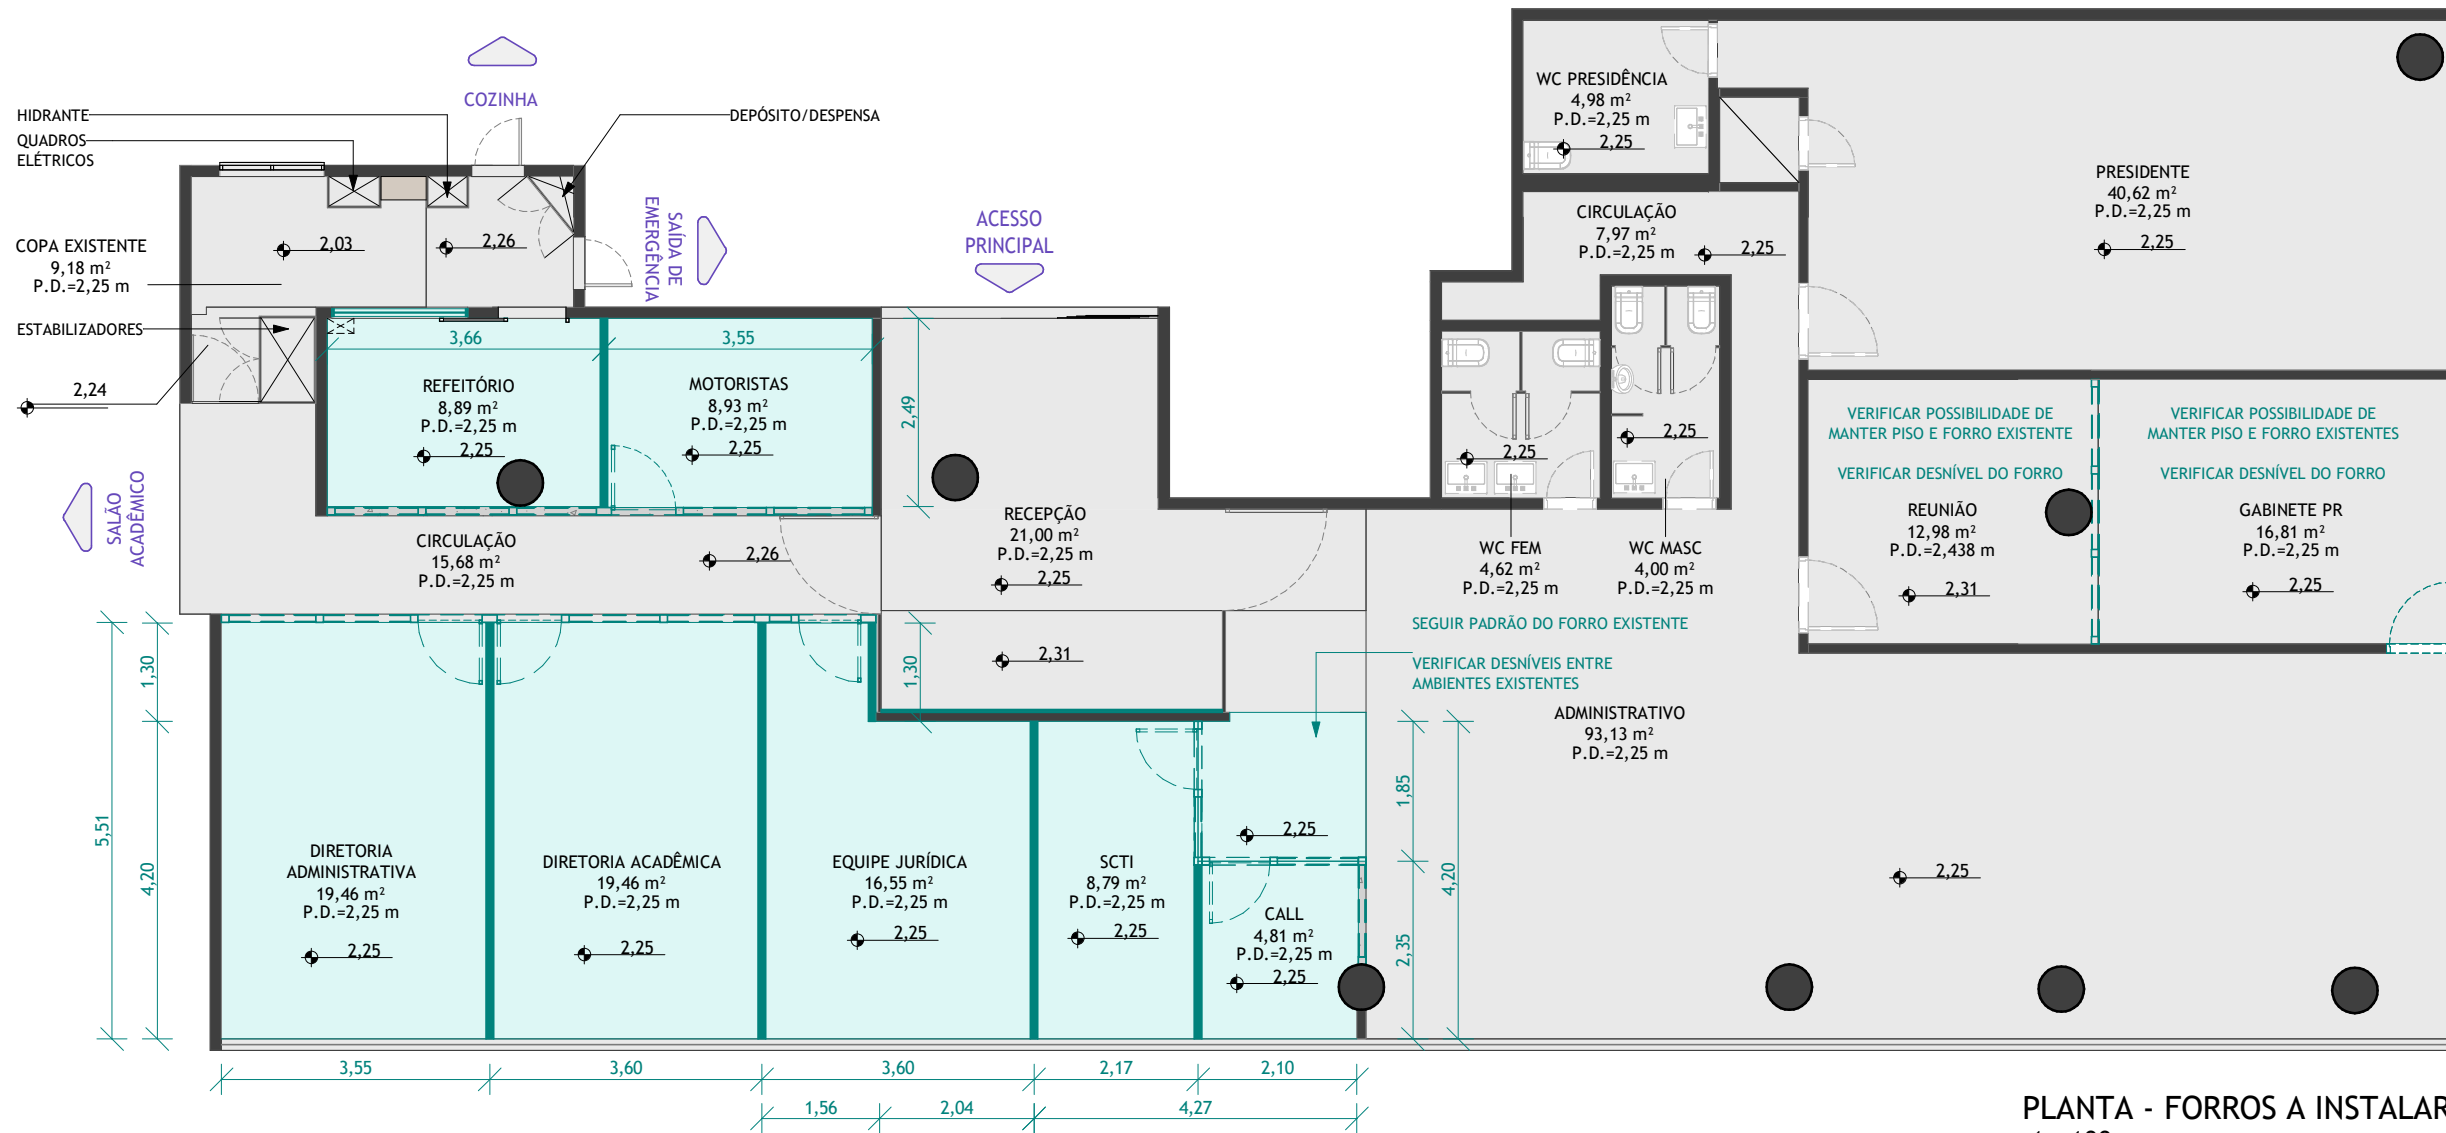 COZINHA
HIDRANTE
QUADROS
ELÉTRICOS
DEPÓSITO/DESPENSA
COPA EXISTENTE
9,18 m²
P.D.=2,25 m
2,03
2,26
ESTABILIZADORES
2,24
SAÍDA DE
EMERGÊNCIA
ACESSO
PRINCIPAL
SALÃO
ACADÊMICO
3,66
REFEITÓRIO
8,89 m²
P.D.=2,25 m
2,25
3,55
MOTORISTAS
8,93 m²
P.D.=2,25 m
2,25
2,49
CIRCULAÇÃO
15,68 m²
P.D.=2,25 m
2,26
RECEPÇÃO
21,00 m²
P.D.=2,25 m
2,25
1,30
2,31
WC PRESIDÊNCIA
4,98 m²
P.D.=2,25 m
2,25
CIRCULAÇÃO
7,97 m²
P.D.=2,25 m
2,25
PRESIDENTE
40,62 m²
P.D.=2,25 m
2,25
2,25
2,25
WC FEM
4,62 m²
P.D.=2,25 m
WC MASC
4,00 m²
P.D.=2,25 m
VERIFICAR POSSIBILIDADE DE
MANTER PISO E FORRO EXISTENTE
VERIFICAR DESNÍVEL DO FORRO
REUNIÃO
12,98 m²
P.D.=2,438 m
2,31
VERIFICAR POSSIBILIDADE DE
MANTER PISO E FORRO EXISTENTES
VERIFICAR DESNÍVEL DO FORRO
GABINETE PR
16,81 m²
P.D.=2,25 m
2,25
SEGUIR PADRÃO DO FORRO EXISTENTE
VERIFICAR DESNÍVEIS ENTRE
AMBIENTES EXISTENTES
ADMINISTRATIVO
93,13 m²
P.D.=2,25 m
2,25
5,51
1,30
4,20
DIRETORIA
ADMINISTRATIVA
19,46 m²
P.D.=2,25 m
2,25
DIRETORIA ACADÊMICA
19,46 m²
P.D.=2,25 m
2,25
EQUIPE JURÍDICA
16,55 m²
P.D.=2,25 m
2,25
SCTI
8,79 m²
P.D.=2,25 m
2,25
2,25
CALL
4,81 m²
P.D.=2,25 m
2,25
1,85
2,35
4,20
3,55
3,60
3,60
2,17
2,10
1,56
2,04
4,27
PLANTA - FORROS A INSTALAR